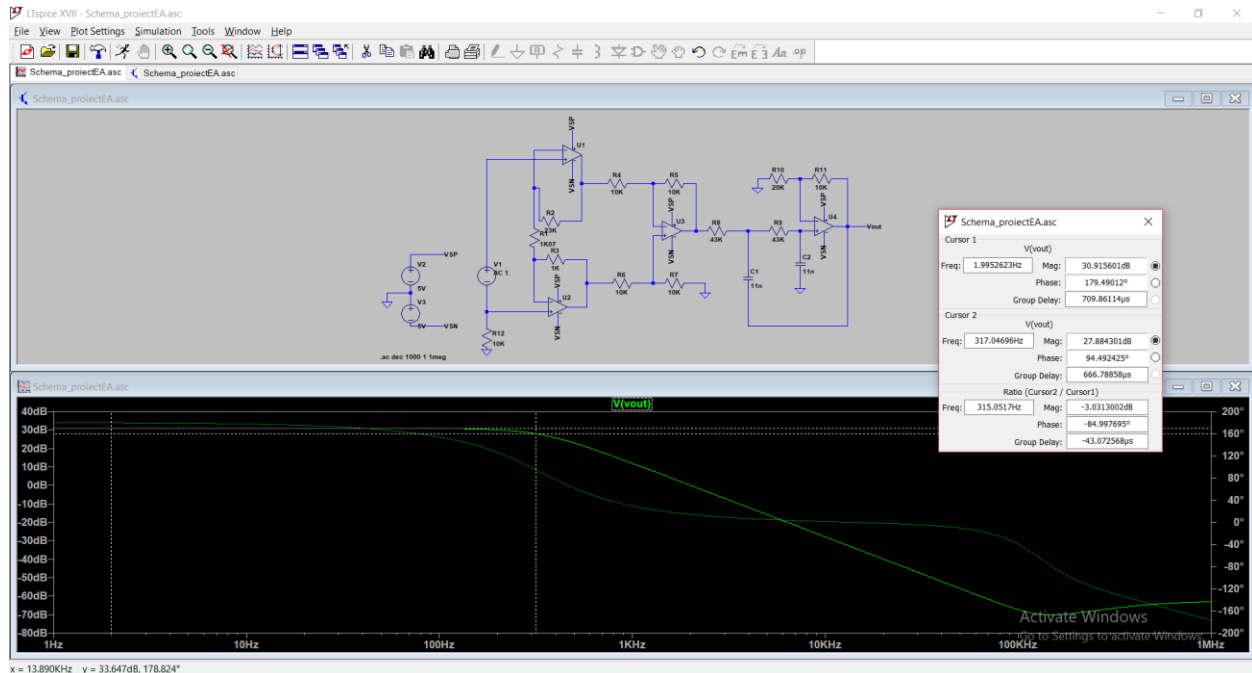 LTspice XVII - Schema_proiectEA.asc
File View Plot Settings Simulation Tools Window Help
Schema_proiectEA.asc Schema_proiectEA.asc
Schema_proiectEA.asc
VSP
U1
VSN
R4
10K
R5
10K
R2
23K
R1
1K07
R3
1K
VSP
U2
VSN
R6
10K
R7
10K
VSP
U3
VSN
R8
43K
R9
43K
R10
20K
R11
10K
VSP
U4
VSN
Vout
C1
11n
C2
11n
V2
VSP
5V
V3
5V
VSN
V1
AC 1.
R12
10K
.ac dec 1000 1 1meg
Schema_proiectEA.asc
Cursor 1
V(vout)
Freq: 1.9952623Hz Mag: 30.915601dB
Phase: 179.49012°
Group Delay: 709.86114µs
Cursor 2
V(vout)
Freq: 317.04696Hz Mag: 27.884301dB
Phase: 94.492425°
Group Delay: 666.78858µs
Ratio (Cursor2 / Cursor1)
Freq: 315.0517Hz Mag: -3.0313002dB
Phase: -84.997695°
Group Delay: -43.072568µs
Schema_proiectEA.asc
V(vout)
40dB 200°
30dB 160°
20dB 120°
10dB 80°
0dB 40°
-10dB
-20dB 0°
-30dB -40°
-40dB
-50dB -80°
-60dB -120°
-70dB -160°
-80dB -200°
1Hz 10Hz 100Hz 1KHz 10KHz 100KHz 1MHz
Activate Windows
Go to Settings to activate Windows.
x = 13.890KHz y = 33.647dB, 178.824°